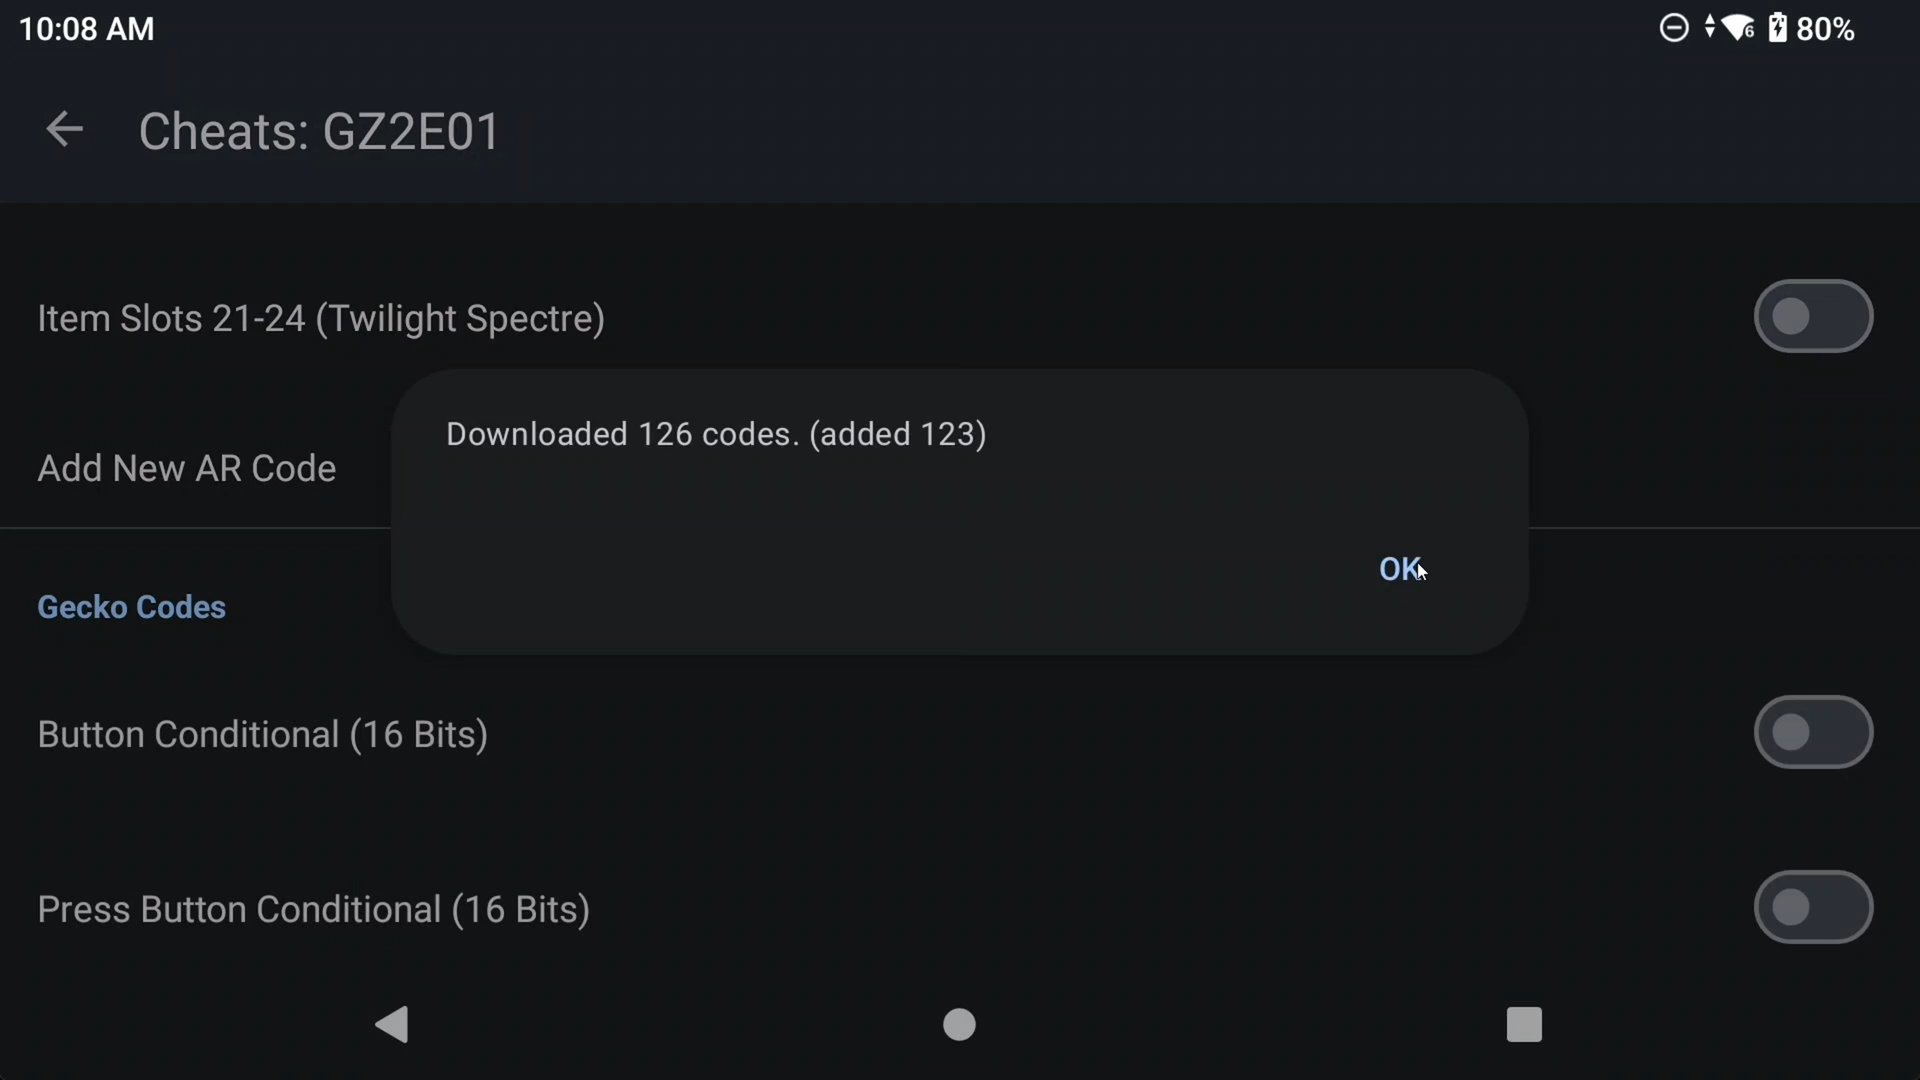 10:08 AM
6 80%
Cheats: GZ2E01
Item Slots 21-24 (Twilight Spectre)
Downloaded 126 codes. (added 123)
Add New AR Code
OK
Gecko Codes
Button Conditional (16 Bits)
Press Button Conditional (16 Bits)